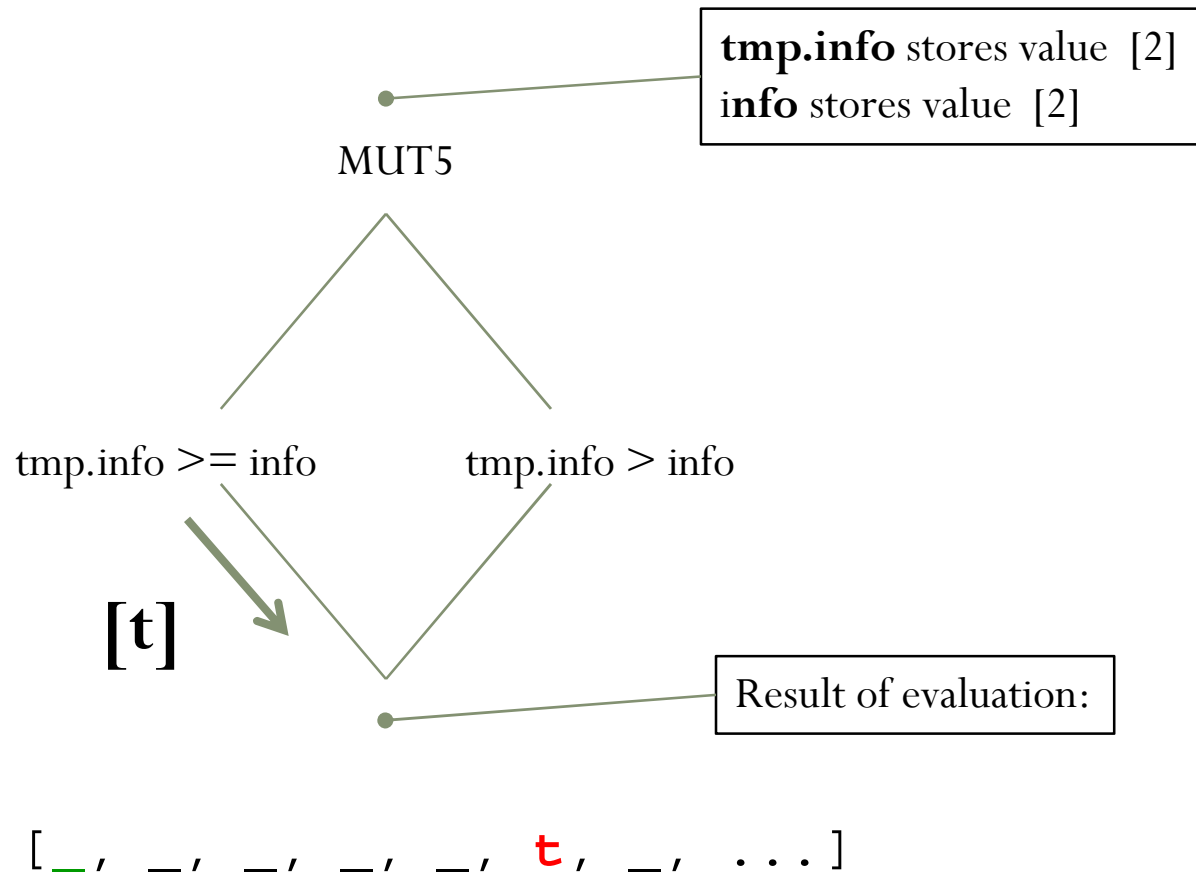 tmp.info stores value [2]
info stores value [2]
MUT5
tmp.info >= info
tmp.info > info
[t]
Result of evaluation:
[_, _, _, _, _, t, _, ...]